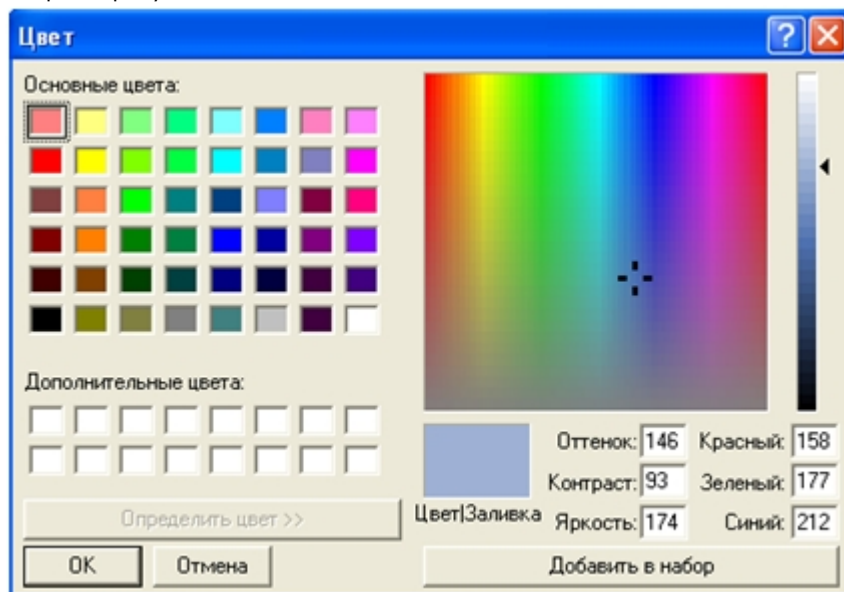 Цвет
Основные цвета:
Дополнительные цвета:
Определить цвет >>
OK Отмена
Оттенок: 146 Красный: 158
Контраст: 93 Зеленый: 177
Цвет|Заливка Яркость: 174 Синий: 212
Добавить в набор